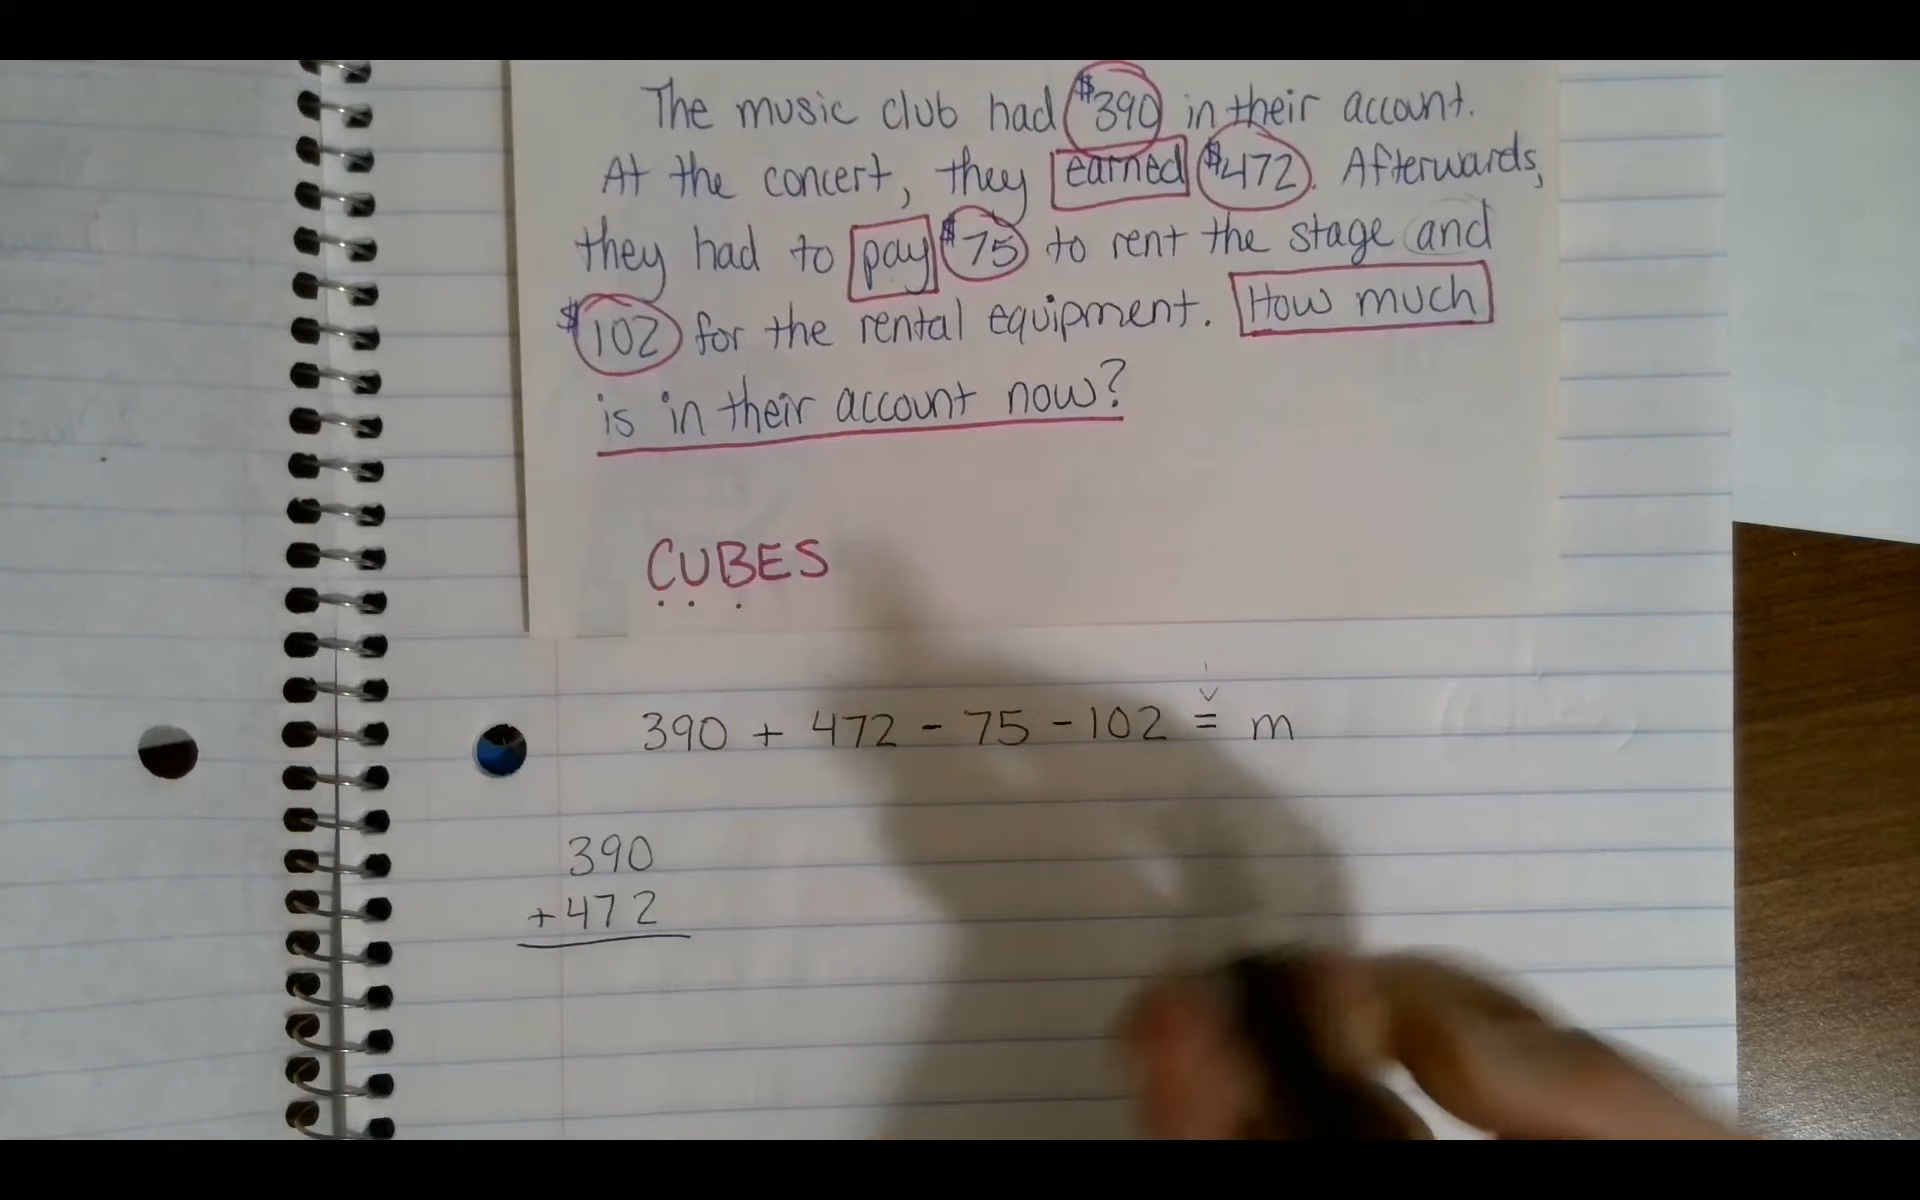 The music club had $390 in their account.
At the concert, they earned $472. Afterwards,
they had to pay $75 to rent the stage and
$102 for the rental equipment. How much
is in their account now?
CUBES
390 + 472 - 75 - 102 = m
390
+472